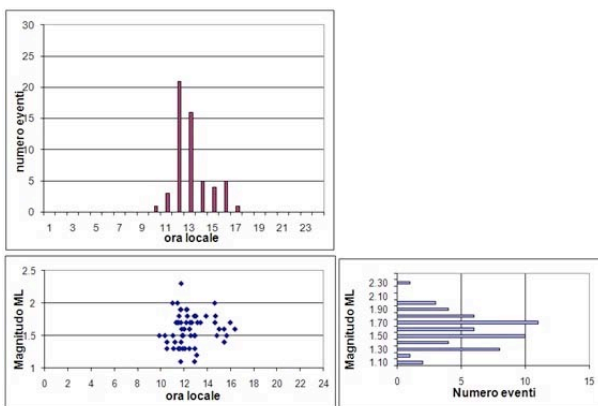 30
25
20
15
10
5
0
numero eventi
1 3 5 7 9 11 13 15 17 19 21 23
ora locale
2.5
2
1.5
1
Magnitudo ML
0 2 4 6 8 10 12 14 16 18 20 22 24
ora locale
2.30
2.10
1.90
1.70
1.50
1.30
1.10
Magnitudo ML
0 5 10 15
Numero eventi